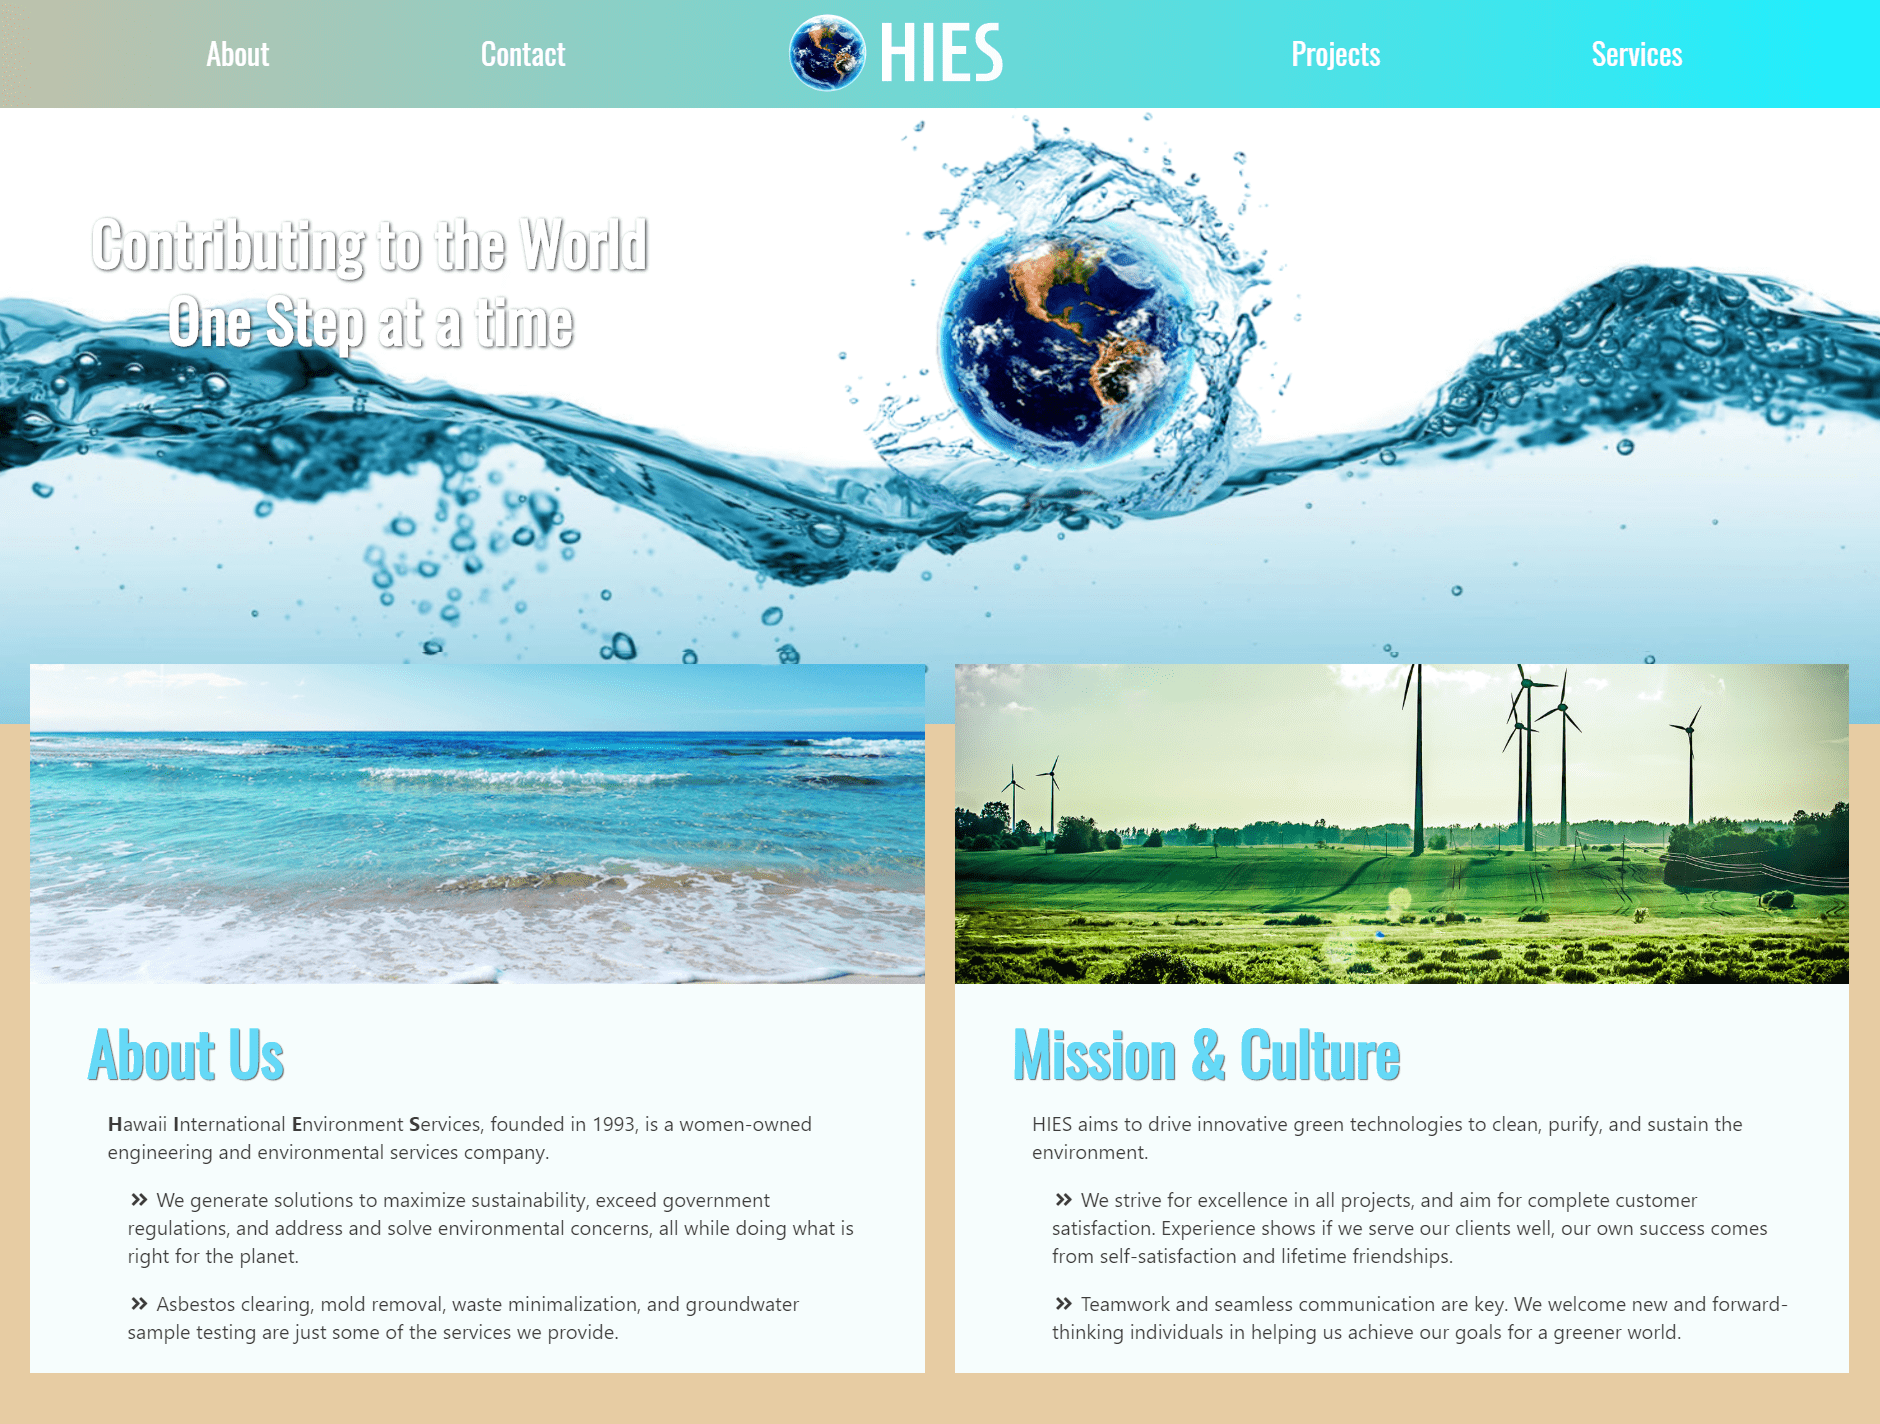 About
Contact
HIES
Projects
Services
Contributing to the World
One Step at a time
About Us
Hawaii International Environment Services, founded in 1993, is a women-owned
engineering and environmental services company.
» We generate solutions to maximize sustainability, exceed government
regulations, and address and solve environmental concerns, all while doing what is
right for the planet.
» Asbestos clearing, mold removal, waste minimalization, and groundwater
sample testing are just some of the services we provide.
Mission & Culture
HIES aims to drive innovative green technologies to clean, purify, and sustain the
environment.
» We strive for excellence in all projects, and aim for complete customer
satisfaction. Experience shows if we serve our clients well, our own success comes
from self-satisfaction and lifetime friendships.
» Teamwork and seamless communication are key. We welcome new and forward-
thinking individuals in helping us achieve our goals for a greener world.